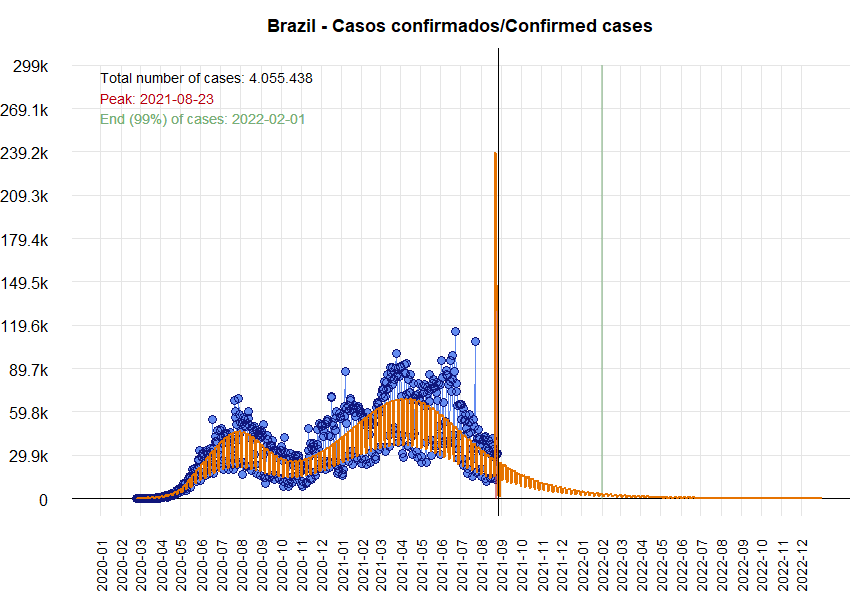 Brazil - Casos confirmados/Confirmed cases
Total number of cases: 4.055.438
Peak: 2021-08-23
End (99%) of cases: 2022-02-01
299k
269.1k
239.2k
209.3k
179.4k
149.5k
119.6k
89.7k
59.8k
29.9k
0
2020-01
2020-02
2020-03
2020-04
2020-05
2020-06
2020-07
2020-08
2020-09
2020-10
2020-11
2020-12
2021-01
2021-02
2021-03
2021-04
2021-05
2021-06
2021-07
2021-08
2021-09
2021-10
2021-11
2021-12
2022-01
2022-02
2022-03
2022-04
2022-05
2022-06
2022-07
2022-08
2022-09
2022-10
2022-11
2022-12